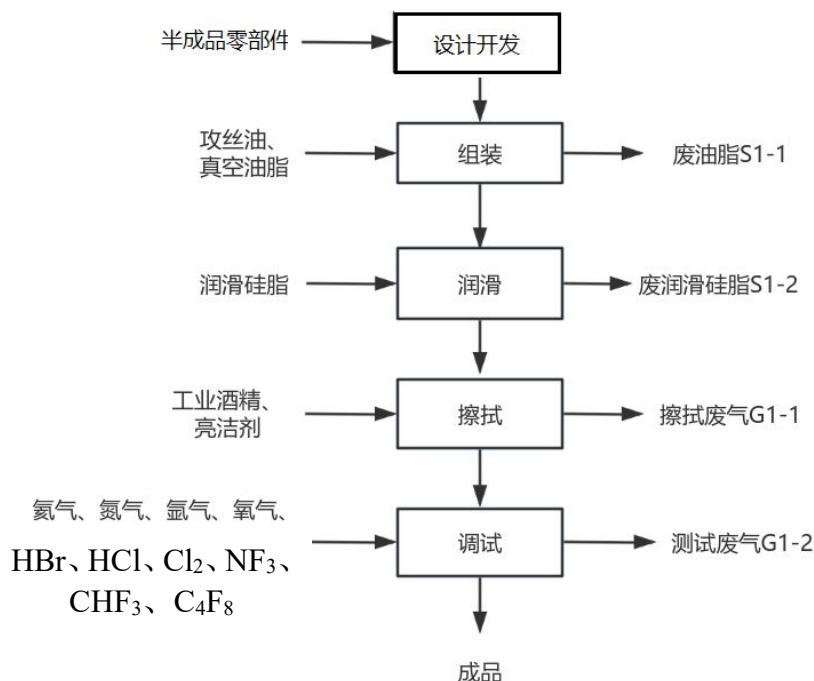 半成品零部件
设计开发
攻丝油、
真空油脂
组装
废油脂S1-1
润滑硅脂
润滑
废润滑硅脂S1-2
工业酒精、
亮洁剂
擦拭
擦拭废气G1-1
氦气、氮气、氩气、氧气、
HBr、HCl、Cl₂、NF₃、
CHF₃、C₄F₈
调试
测试废气G1-2
成品